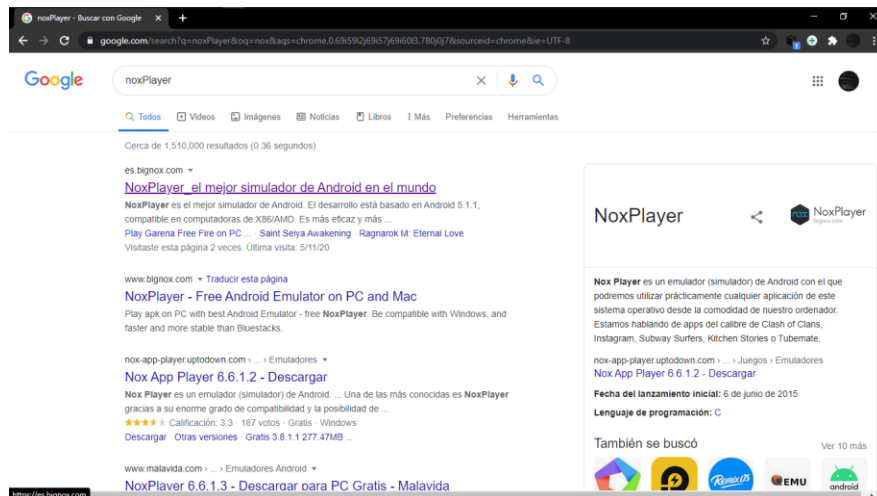 noxPlayer - Buscar con Google
google.com/search?q=noxPlayer&oq=nox&aqs=chrome.0.69i59l2j69i57j69i60l3.780j0j7&sourceid=chrome&ie=UTF-8
Google
noxPlayer
Todos Videos Imágenes Noticias Libros Más Preferencias Herramientas
Cerca de 1,510,000 resultados (0.36 segundos)
es.bignox.com
NoxPlayer_el mejor simulador de Android en el mundo
NoxPlayer es el mejor simulador de Android. El desarrollo está basado en Android 5.1.1,
compatible en computadoras de X86/AMD. Es más eficaz y más ...
Play Garena Free Fire on PC ... · Saint Seiya Awakening · Ragnarok M: Eternal Love
Visitaste esta página 2 veces. Última visita: 5/11/20
www.bignox.com Traducir esta página
NoxPlayer - Free Android Emulator on PC and Mac
Play apk on PC with best Android Emulator - free NoxPlayer. Be compatible with Windows, and
faster and more stable than Bluestacks.
nox-app-player.uptodown.com › ... › Emuladores
Nox App Player 6.6.1.2 - Descargar
Nox Player es un emulador (simulador) de Android. ... Una de las más conocidas es NoxPlayer
gracias a su enorme grado de compatibilidad y la posibilidad de ...
Calificación: 3.3 · 187 votos · Gratis · Windows
Descargar · Otras versiones · Gratis 3.8.1.1 277.47MB ...
www.malavida.com › ... › Emuladores Android
NoxPlayer 6.6.1.3 - Descargar para PC Gratis - Malavida
https://es.bignox.com
NoxPlayer
nox NoxPlayer
bignox.com
Nox Player es un emulador (simulador) de Android con el que
podremos utilizar prácticamente cualquier aplicación de este
sistema operativo desde la comodidad de nuestro ordenador.
Estamos hablando de apps del calibre de Clash of Clans,
Instagram, Subway Surfers, Kitchen Stories o Tubemate.
nox-app-player.uptodown.com › ... › Juegos › Emuladores
Nox App Player 6.6.1.2 - Descargar
Fecha del lanzamiento inicial: 6 de junio de 2015
Lenguaje de programación: C
También se buscó
Ver 10 más
Remix OS
QEMU
android